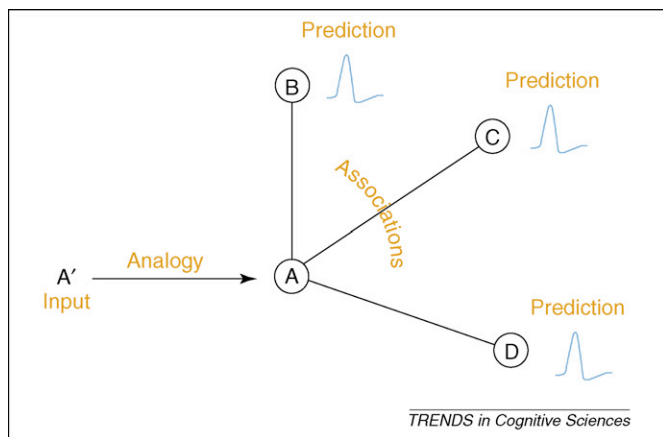 Prediction
B
Prediction
C
Associations
A′
Analogy
A
Input
Prediction
D
TRENDS in Cognitive Sciences